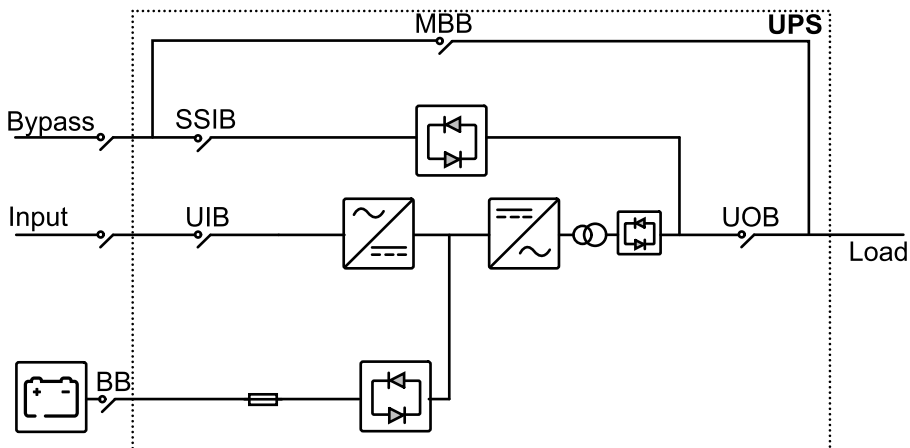 MBB
UPS
Bypass
SSIB
Input
UIB
UOB
Load
BB
+ -